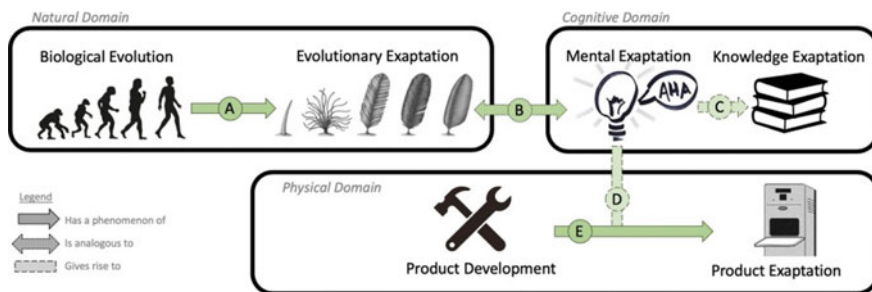 Natural Domain
Cognitive Domain
Biological Evolution
Evolutionary Exaptation
Mental Exaptation
Knowledge Exaptation
A
B
AHA
C
Physical Domain
Legend
Has a phenomenon of
Is analogous to
Gives rise to
D
E
Product Development
Product Exaptation